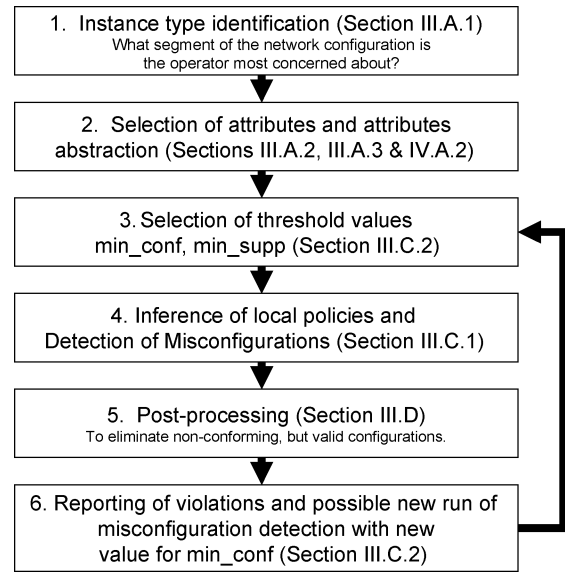 1. Instance type identification (Section III.A.1)
What segment of the network configuration is
the operator most concerned about?
2. Selection of attributes and attributes
abstraction (Sections III.A.2, III.A.3 & IV.A.2)
3. Selection of threshold values
min_conf, min_supp (Section III.C.2)
4. Inference of local policies and
Detection of Misconfigurations (Section III.C.1)
5. Post-processing (Section III.D)
To eliminate non-conforming, but valid configurations.
6. Reporting of violations and possible new run of
misconfiguration detection with new
value for min_conf (Section III.C.2)